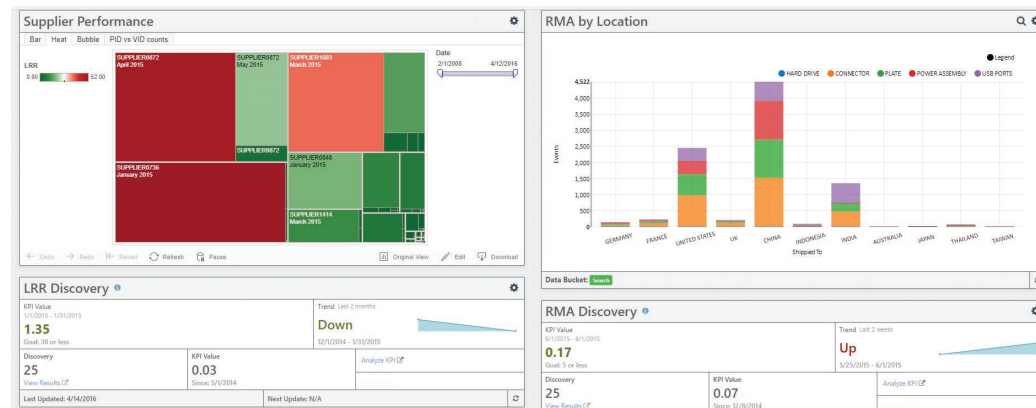 Supplier Performance
Bar Heat Bubble PID vs VID counts
LRR
0.00 52.00
SUPPLIER0872
April 2015
SUPPLIER0872
May 2015
SUPPLIER1603
March 2015
SUPPLIER0872
SUPPLIER0736
January 2015
SUPPLIER0848
January 2015
SUPPLIER1414
March 2015
Date
2/1/2008 4/12/2016
Undo Redo Revert Refresh Pause Original View Edit Download
RMA by Location
Legend
HARD DRIVE CONNECTOR PLATE POWER ASSEMBLY USB PORTS
4,522
4,000
3,500
3,000
2,500
2,000
1,500
1,000
500
0
Events
GERMANY FRANCE UNITED STATES UK CHINA INDONESIA INDIA AUSTRALIA JAPAN THAILAND TAIWAN
Shipped To
Data Bucket: Search
LRR Discovery
KPI Value
1/1/2015 - 1/31/2015
1.35
Goal: 30 or less
Trend Last 2 months
Down
12/1/2014 - 1/31/2015
Discovery
25
View Results
KPI Value
0.03
Since: 5/1/2014
Analyze KPI
Last Updated: 4/14/2016 Next Update: N/A
RMA Discovery
KPI Value
6/1/2015 - 6/1/2015
0.17
Goal: 5 or less
Trend Last 2 weeks
Up
5/25/2015 - 6/1/2015
Discovery
25
View Results
KPI Value
0.07
Since: 12/8/2014
Analyze KPI